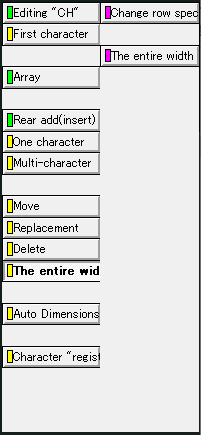 Editing "CH"
Change row spec
First character
The entire width
Array
Rear add(insert)
One character
Multi-character
Move
Replacement
Delete
The entire wid
Auto Dimensions
Character "regist